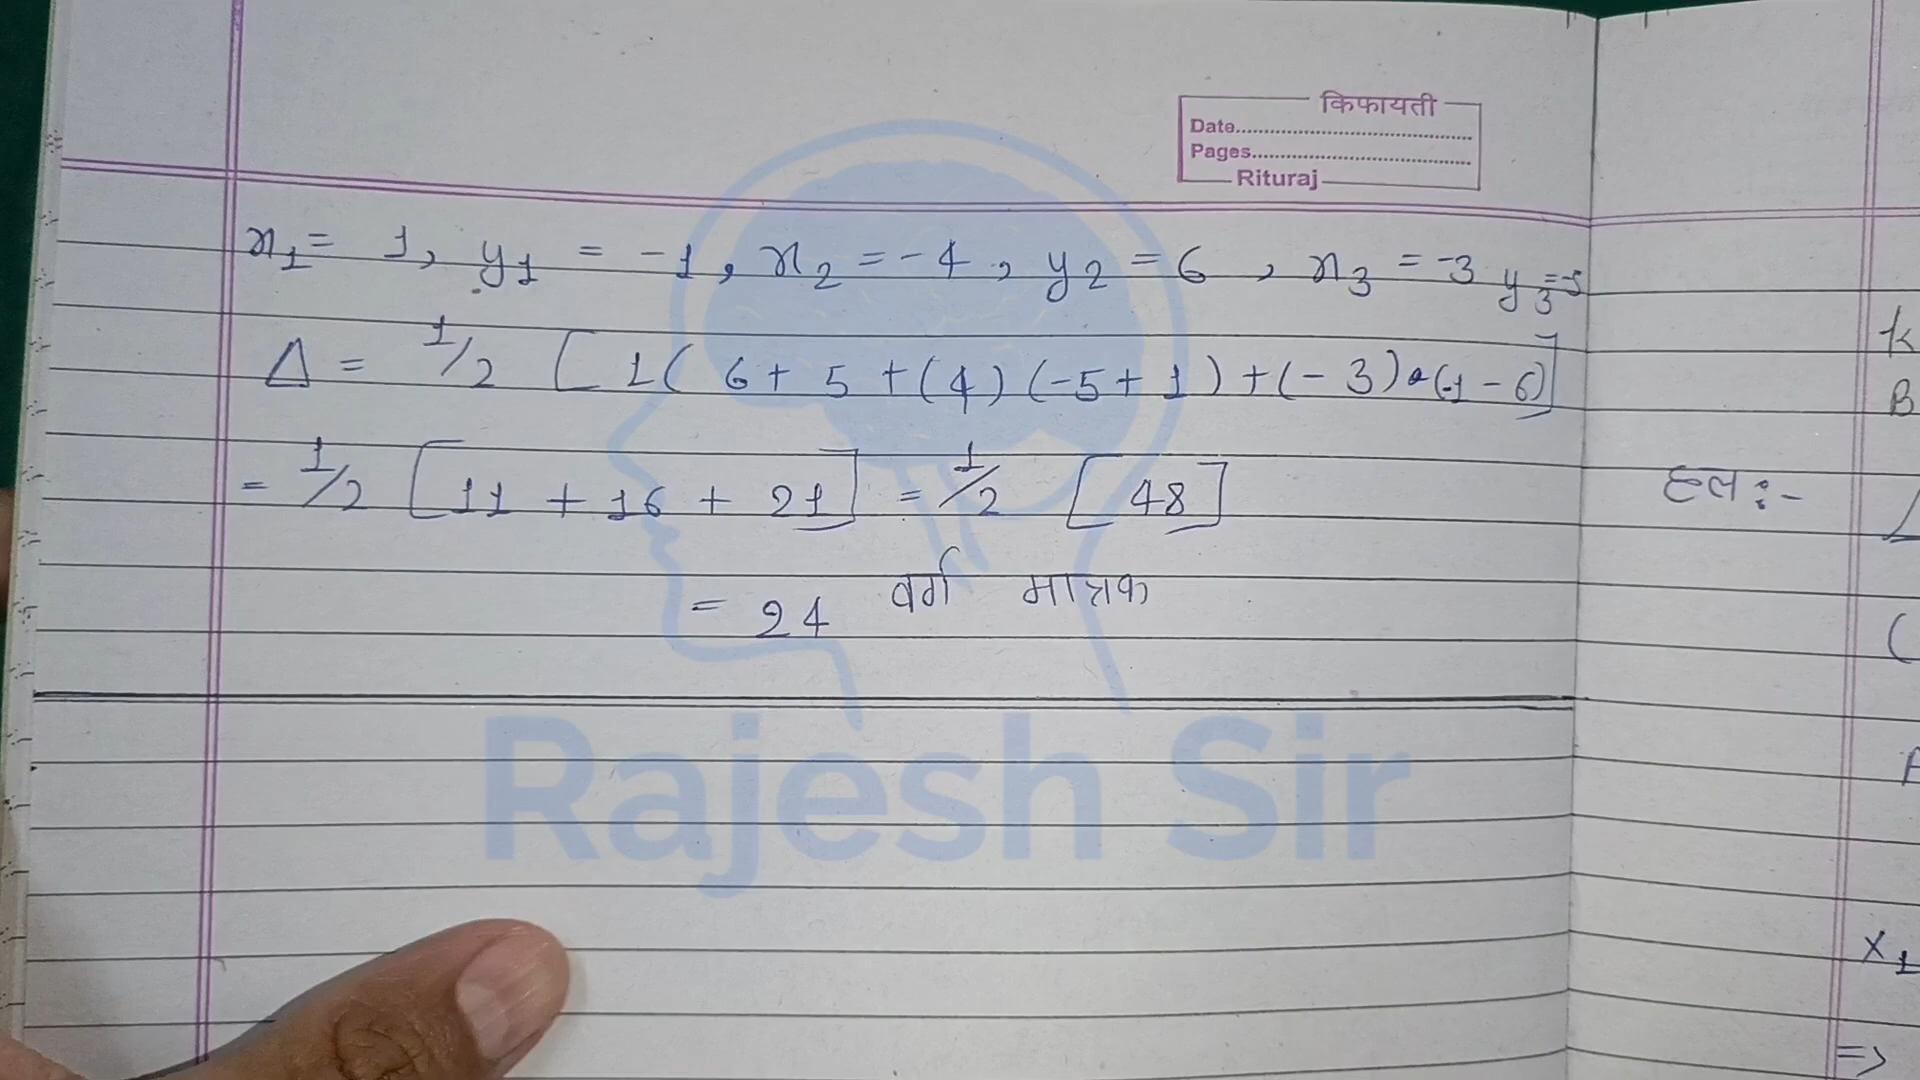 किफायती
Date
Pages
Rituraj
x1 = 1, y1 = -1, x2 = -4, y2 = 6, x3 = -3 y3 = -5
Δ = 1/2 [ 1( 6 + 5 + (4) (-5 + 1) + (-3) • (-1 - 6) ]
= 1/2 [ 11 + 16 + 21 ] = 1/2 [ 48 ]
= 24 वर्ग मात्रक
Rajesh Sir
k
B
हल :-
(
x1
=>